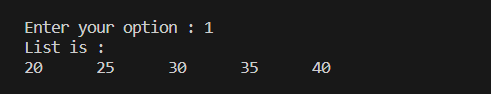 Enter your option : 1
List is :
20 25 30 35 40